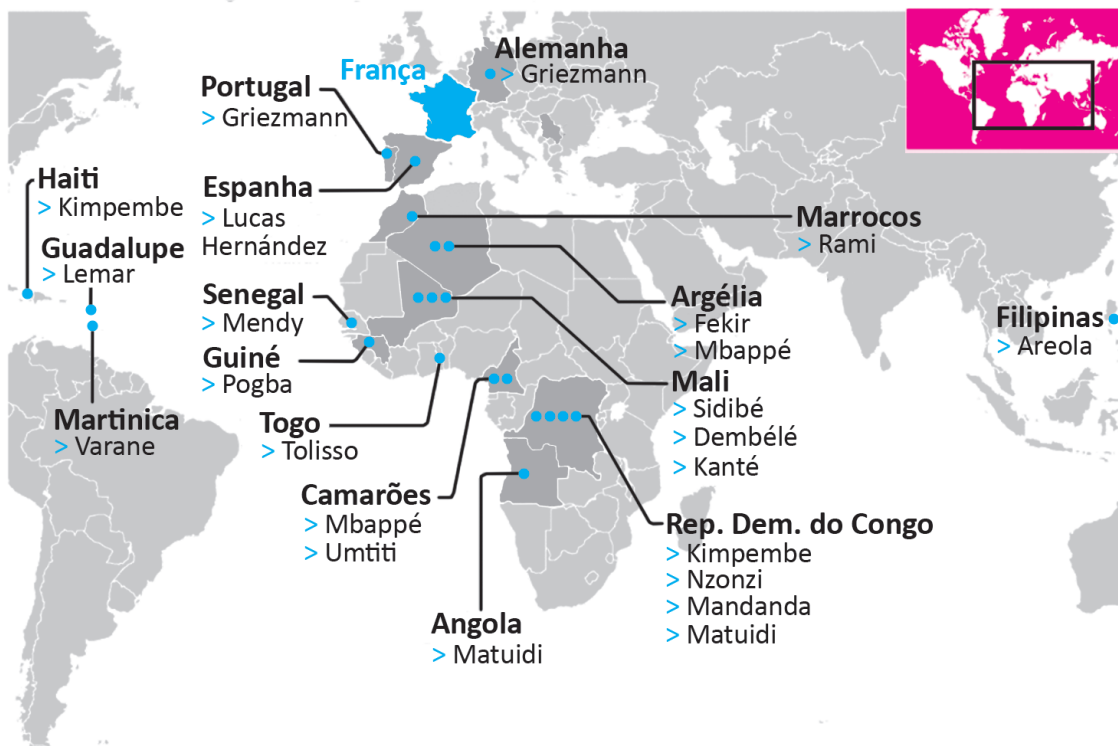 Alemanha
> Griezmann
França
Portugal
> Griezmann
Haiti
> Kimpembe
Espanha
> Lucas
Hernández
Marrocos
> Rami
Guadalupe
> Lemar
Senegal
> Mendy
Argélia
> Fekir
> Mbappé
Filipinas
> Areola
Guiné
> Pogba
Mali
> Sidibé
> Dembélé
> Kanté
Martinica
> Varane
Togo
> Tolisso
Camarões
> Mbappé
> Umtiti
Rep. Dem. do Congo
> Kimpembe
> Nzonzi
> Mandanda
> Matuidi
Angola
> Matuidi